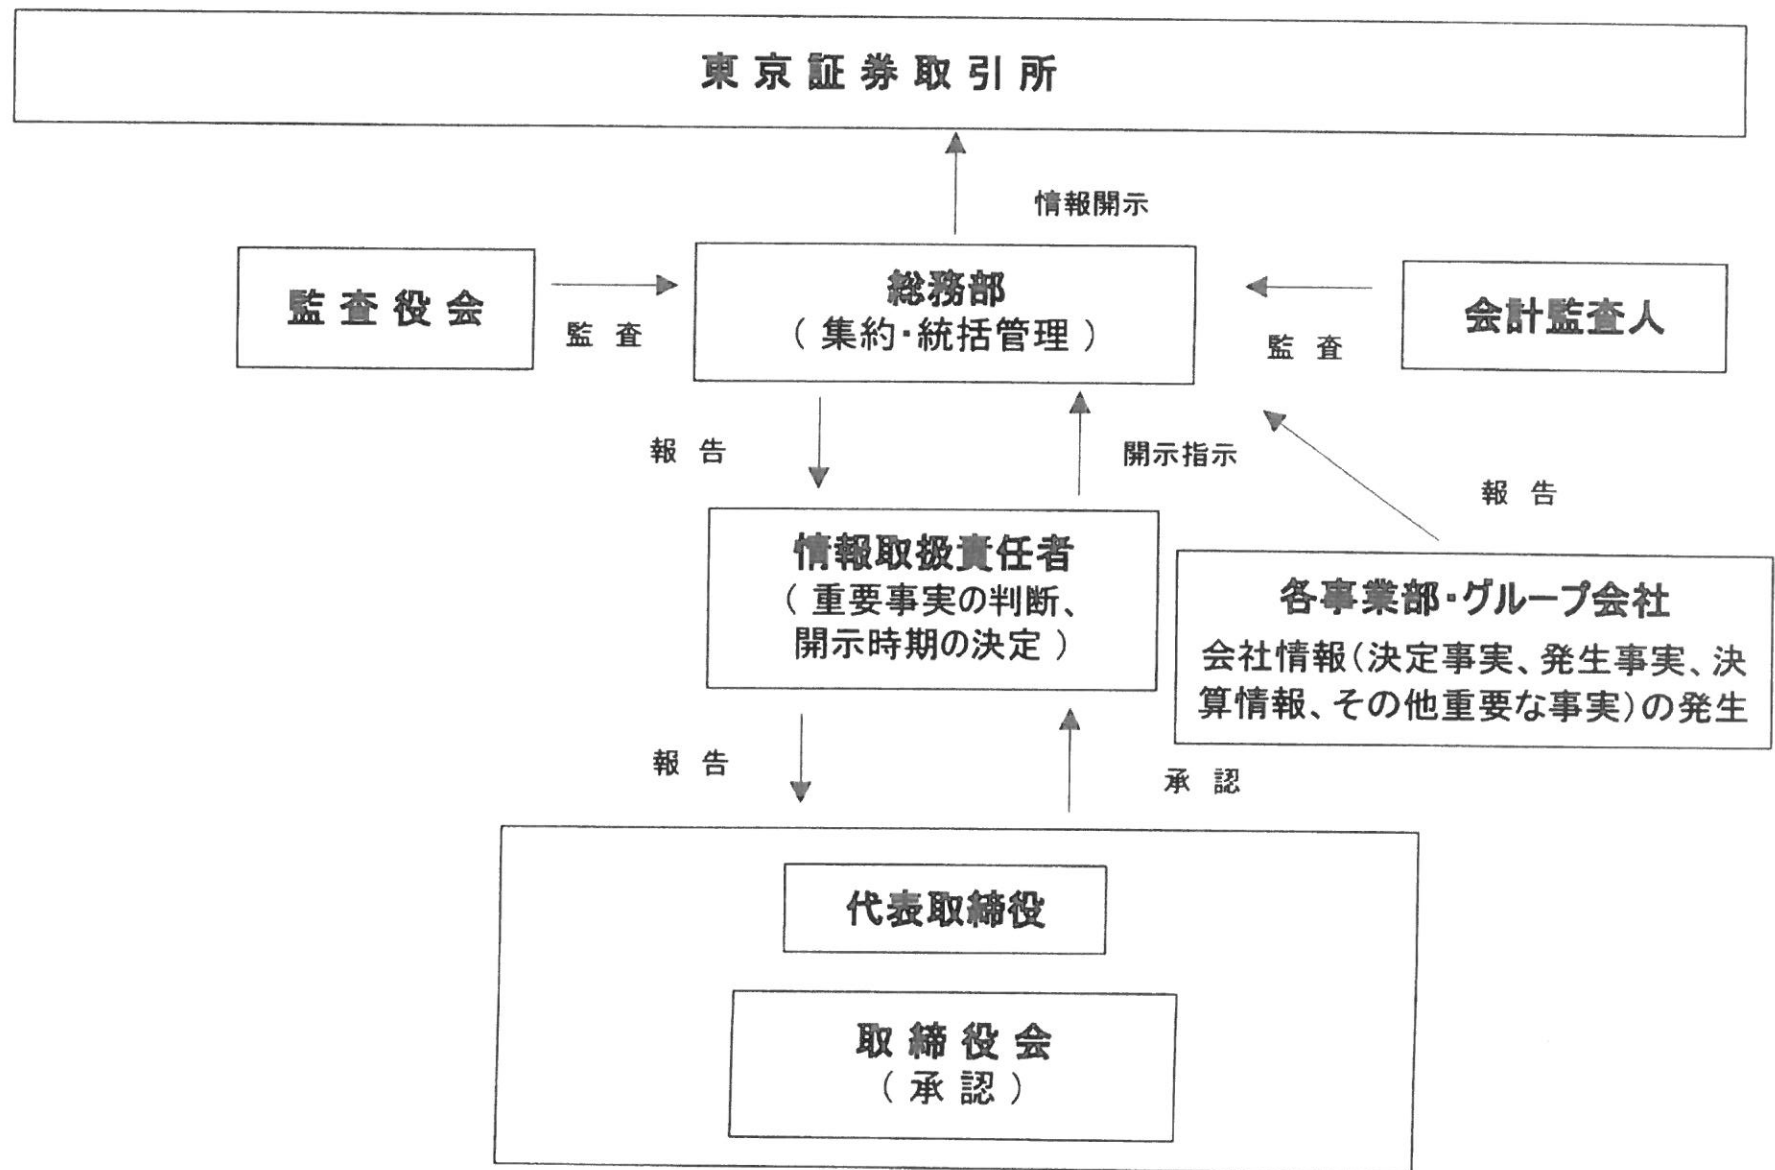 東京証券取引所
情報開示
監査役会
監査
総務部
（集約・統括管理）
会計監査人
監査
報告
開示指示
報告
情報取扱責任者
（重要事実の判断、
開示時期の決定）
各事業部・グループ会社
会社情報（決定事実、発生事実、決
算情報、その他重要な事実）の発生
報告
承認
代表取締役
取締役会
（承認）